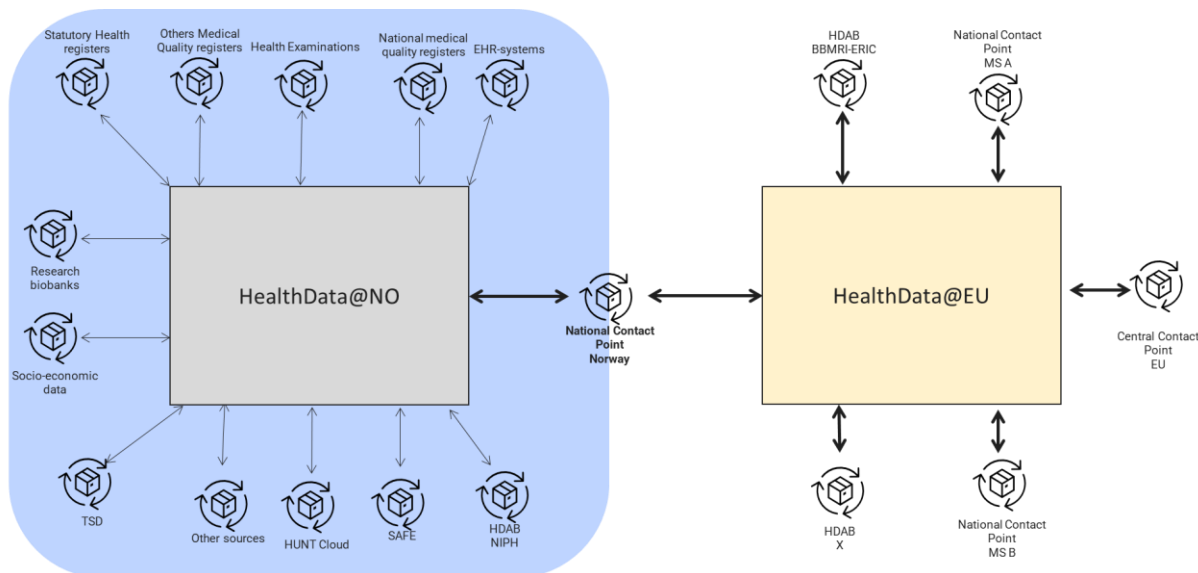 Statutory Health
registers
Others Medical
Quality registers
Health Examinations
National medical
quality registers
EHR-systems
HDAB
BBMRI-ERIC
National Contact
Point
MS A
Research
biobanks
HealthData@NO
National Contact
Point
Norway
HealthData@EU
Central Contact
Point
EU
Socio-economic
data
TSD
Other sources
HUNT Cloud
SAFE
HDAB
NIPH
HDAB
X
National Contact
Point
MS B